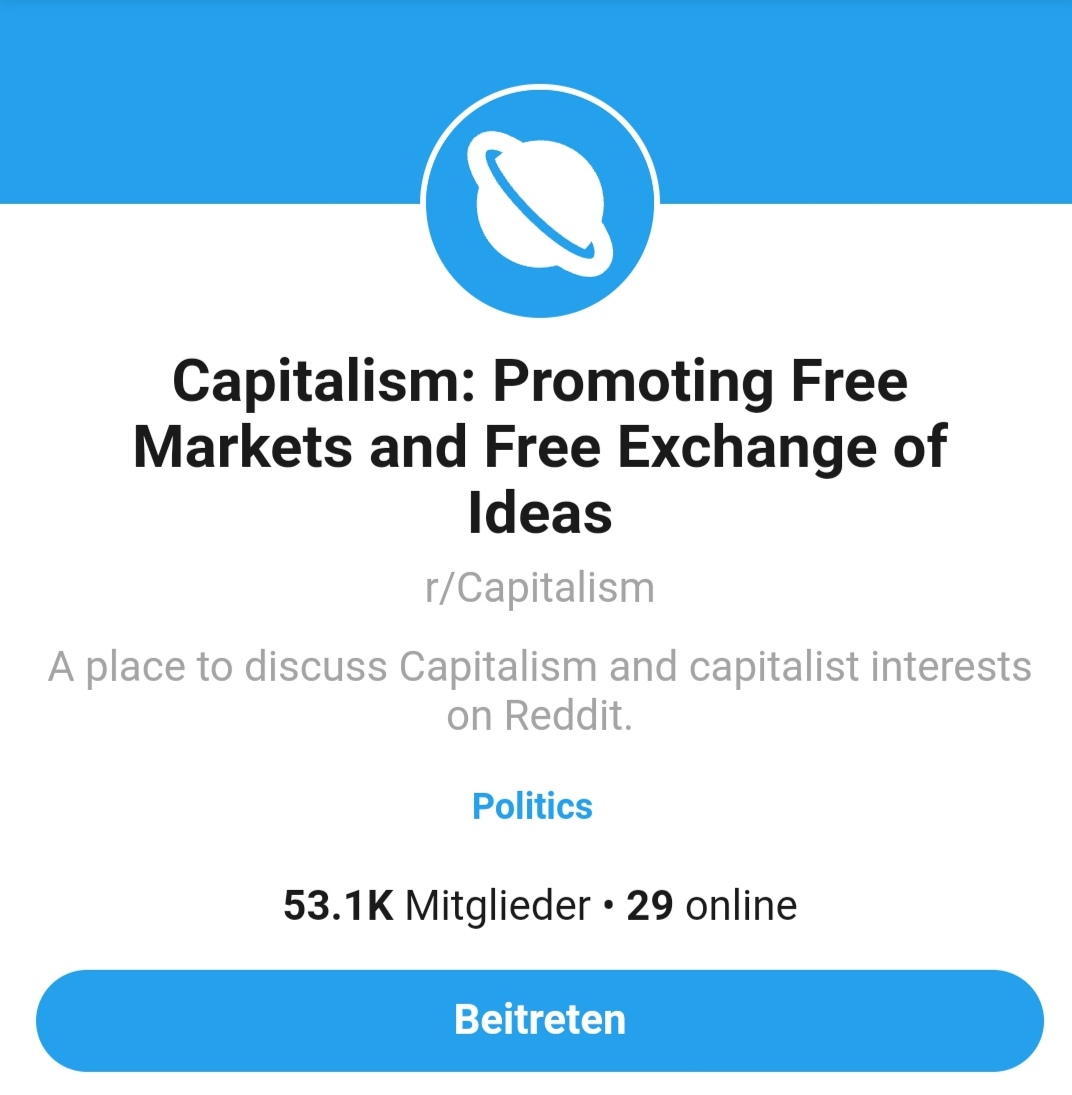 Capitalism: Promoting Free
Markets and Free Exchange of
Ideas
r/Capitalism
A place to discuss Capitalism and capitalist interests
on Reddit.
Politics
53.1K Mitglieder • 29 online
Beitreten